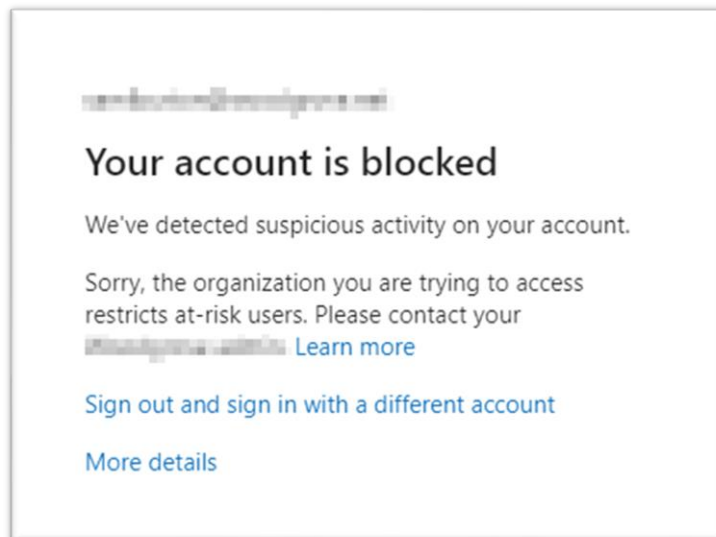 Your account is blocked
We've detected suspicious activity on your account.
Sorry, the organization you are trying to access
restricts at-risk users. Please contact your
Learn more
Sign out and sign in with a different account
More details